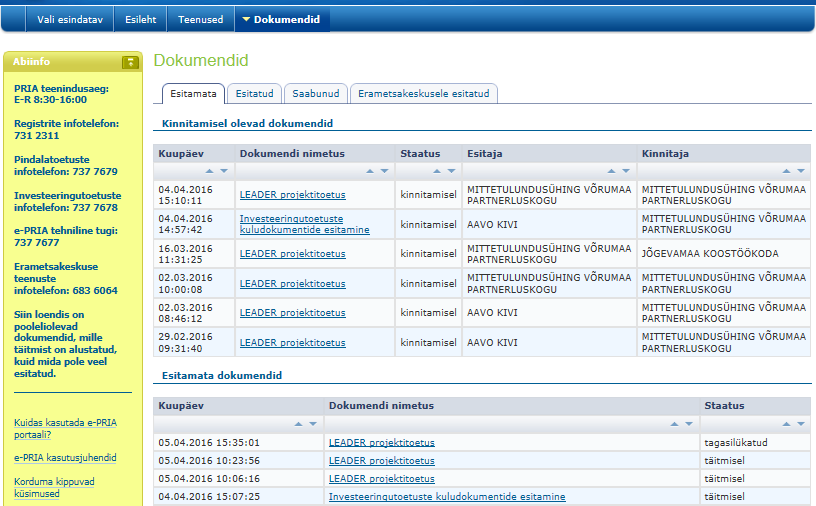 Vali esindatav Esileht Teenused Dokumendid
Abiinfo
PRIA teenindusaeg:
E-R 8:30-16:00
Registrite infotelefon:
731 2311
Pindalatoetuste
infotelefon: 737 7679
Investeeringutoetuste
infotelefon: 737 7678
e-PRIA tehniline tugi:
737 7677
Erametsakeskuse
teenuste
infotelefon: 683 6064
Siin loendis on
pooleliolevad
dokumendid, mille
täitmist on alustatud,
kuid mida pole veel
esitatud.
Kuidas kasutada e-PRIA
portaali?
e-PRIA kasutusjuhendid
Korduma kippuvad
küsimused
Dokumendid
Esitamata Esitatud Saabunud Erametsakeskusele esitatud
Kinnitamisel olevad dokumendid
Kuupäev Dokumendi nimetus Staatus Esitaja Kinnitaja
04.04.2016 LEADER projektitoetus kinnitamisel MITTETULUNDUSÜHING VÕRUMAA MITTETULUNDUSÜHING VÕRUMAA
15:10:11 PARTNERLUSKOGU PARTNERLUSKOGU
04.04.2016 Investeeringutoetuste kinnitamisel AAVO KIVI MITTETULUNDUSÜHING VÕRUMAA
14:57:42 kuludokumentide esitamine PARTNERLUSKOGU
16.03.2016 LEADER projektitoetus kinnitamisel MITTETULUNDUSÜHING VÕRUMAA JÕGEVAMAA KOOSTÖÖKODA
11:31:25 PARTNERLUSKOGU
02.03.2016 LEADER projektitoetus kinnitamisel MITTETULUNDUSÜHING VÕRUMAA MITTETULUNDUSÜHING VÕRUMAA
10:00:08 PARTNERLUSKOGU PARTNERLUSKOGU
02.03.2016 LEADER projektitoetus kinnitamisel AAVO KIVI MITTETULUNDUSÜHING VÕRUMAA
08:46:12 PARTNERLUSKOGU
29.02.2016 LEADER projektitoetus kinnitamisel AAVO KIVI MITTETULUNDUSÜHING VÕRUMAA
09:31:40 PARTNERLUSKOGU
Esitamata dokumendid
Kuupäev Dokumendi nimetus Staatus
05.04.2016 15:35:01 LEADER projektitoetus tagasilükatud
05.04.2016 10:23:56 LEADER projektitoetus täitmisel
05.04.2016 10:06:16 LEADER projektitoetus täitmisel
04.04.2016 15:07:25 Investeeringutoetuste kuludokumentide esitamine täitmisel